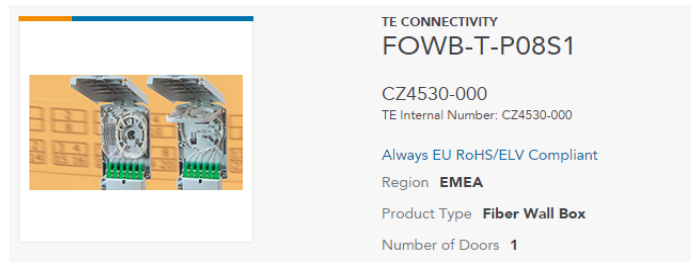 TE CONNECTIVITY
FOWB-T-P08S1
CZ4530-000
TE Internal Number: CZ4530-000
Always EU RoHS/ELV Compliant
Region EMEA
Product Type Fiber Wall Box
Number of Doors 1